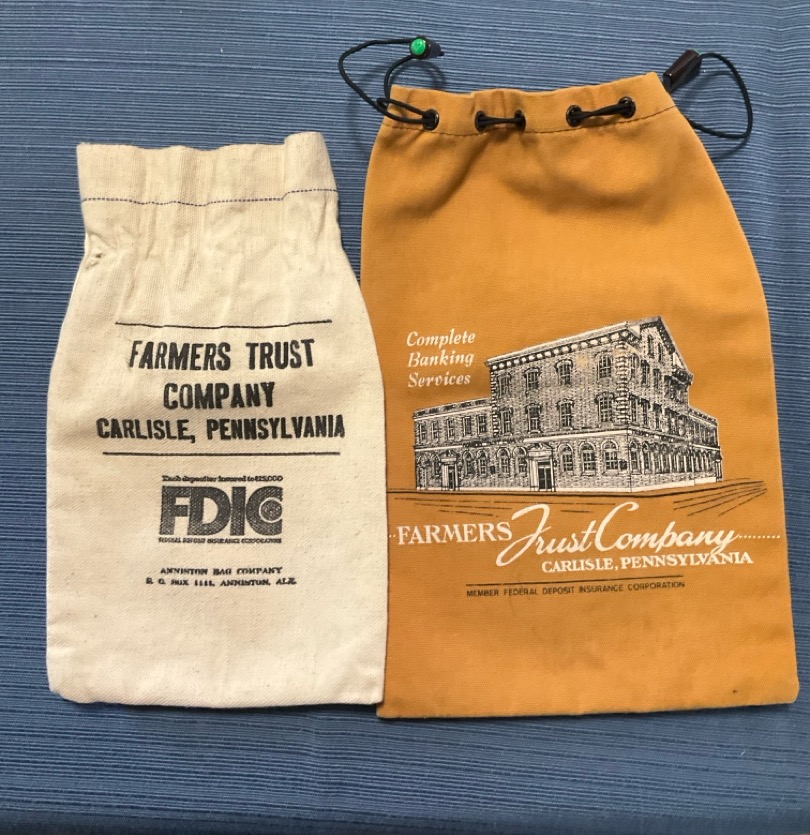 FARMERS TRUST
COMPANY
CARLISLE, PENNSYLVANIA
Each depositor insured to $15,000
FDIC
FEDERAL DEPOSIT INSURANCE CORPORATION
ANNISTON BAG COMPANY
P. O. BOX 1111, ANNISTON, ALA.
Complete
Banking
Services
FARMERS Trust Company
CARLISLE, PENNSYLVANIA
MEMBER FEDERAL DEPOSIT INSURANCE CORPORATION